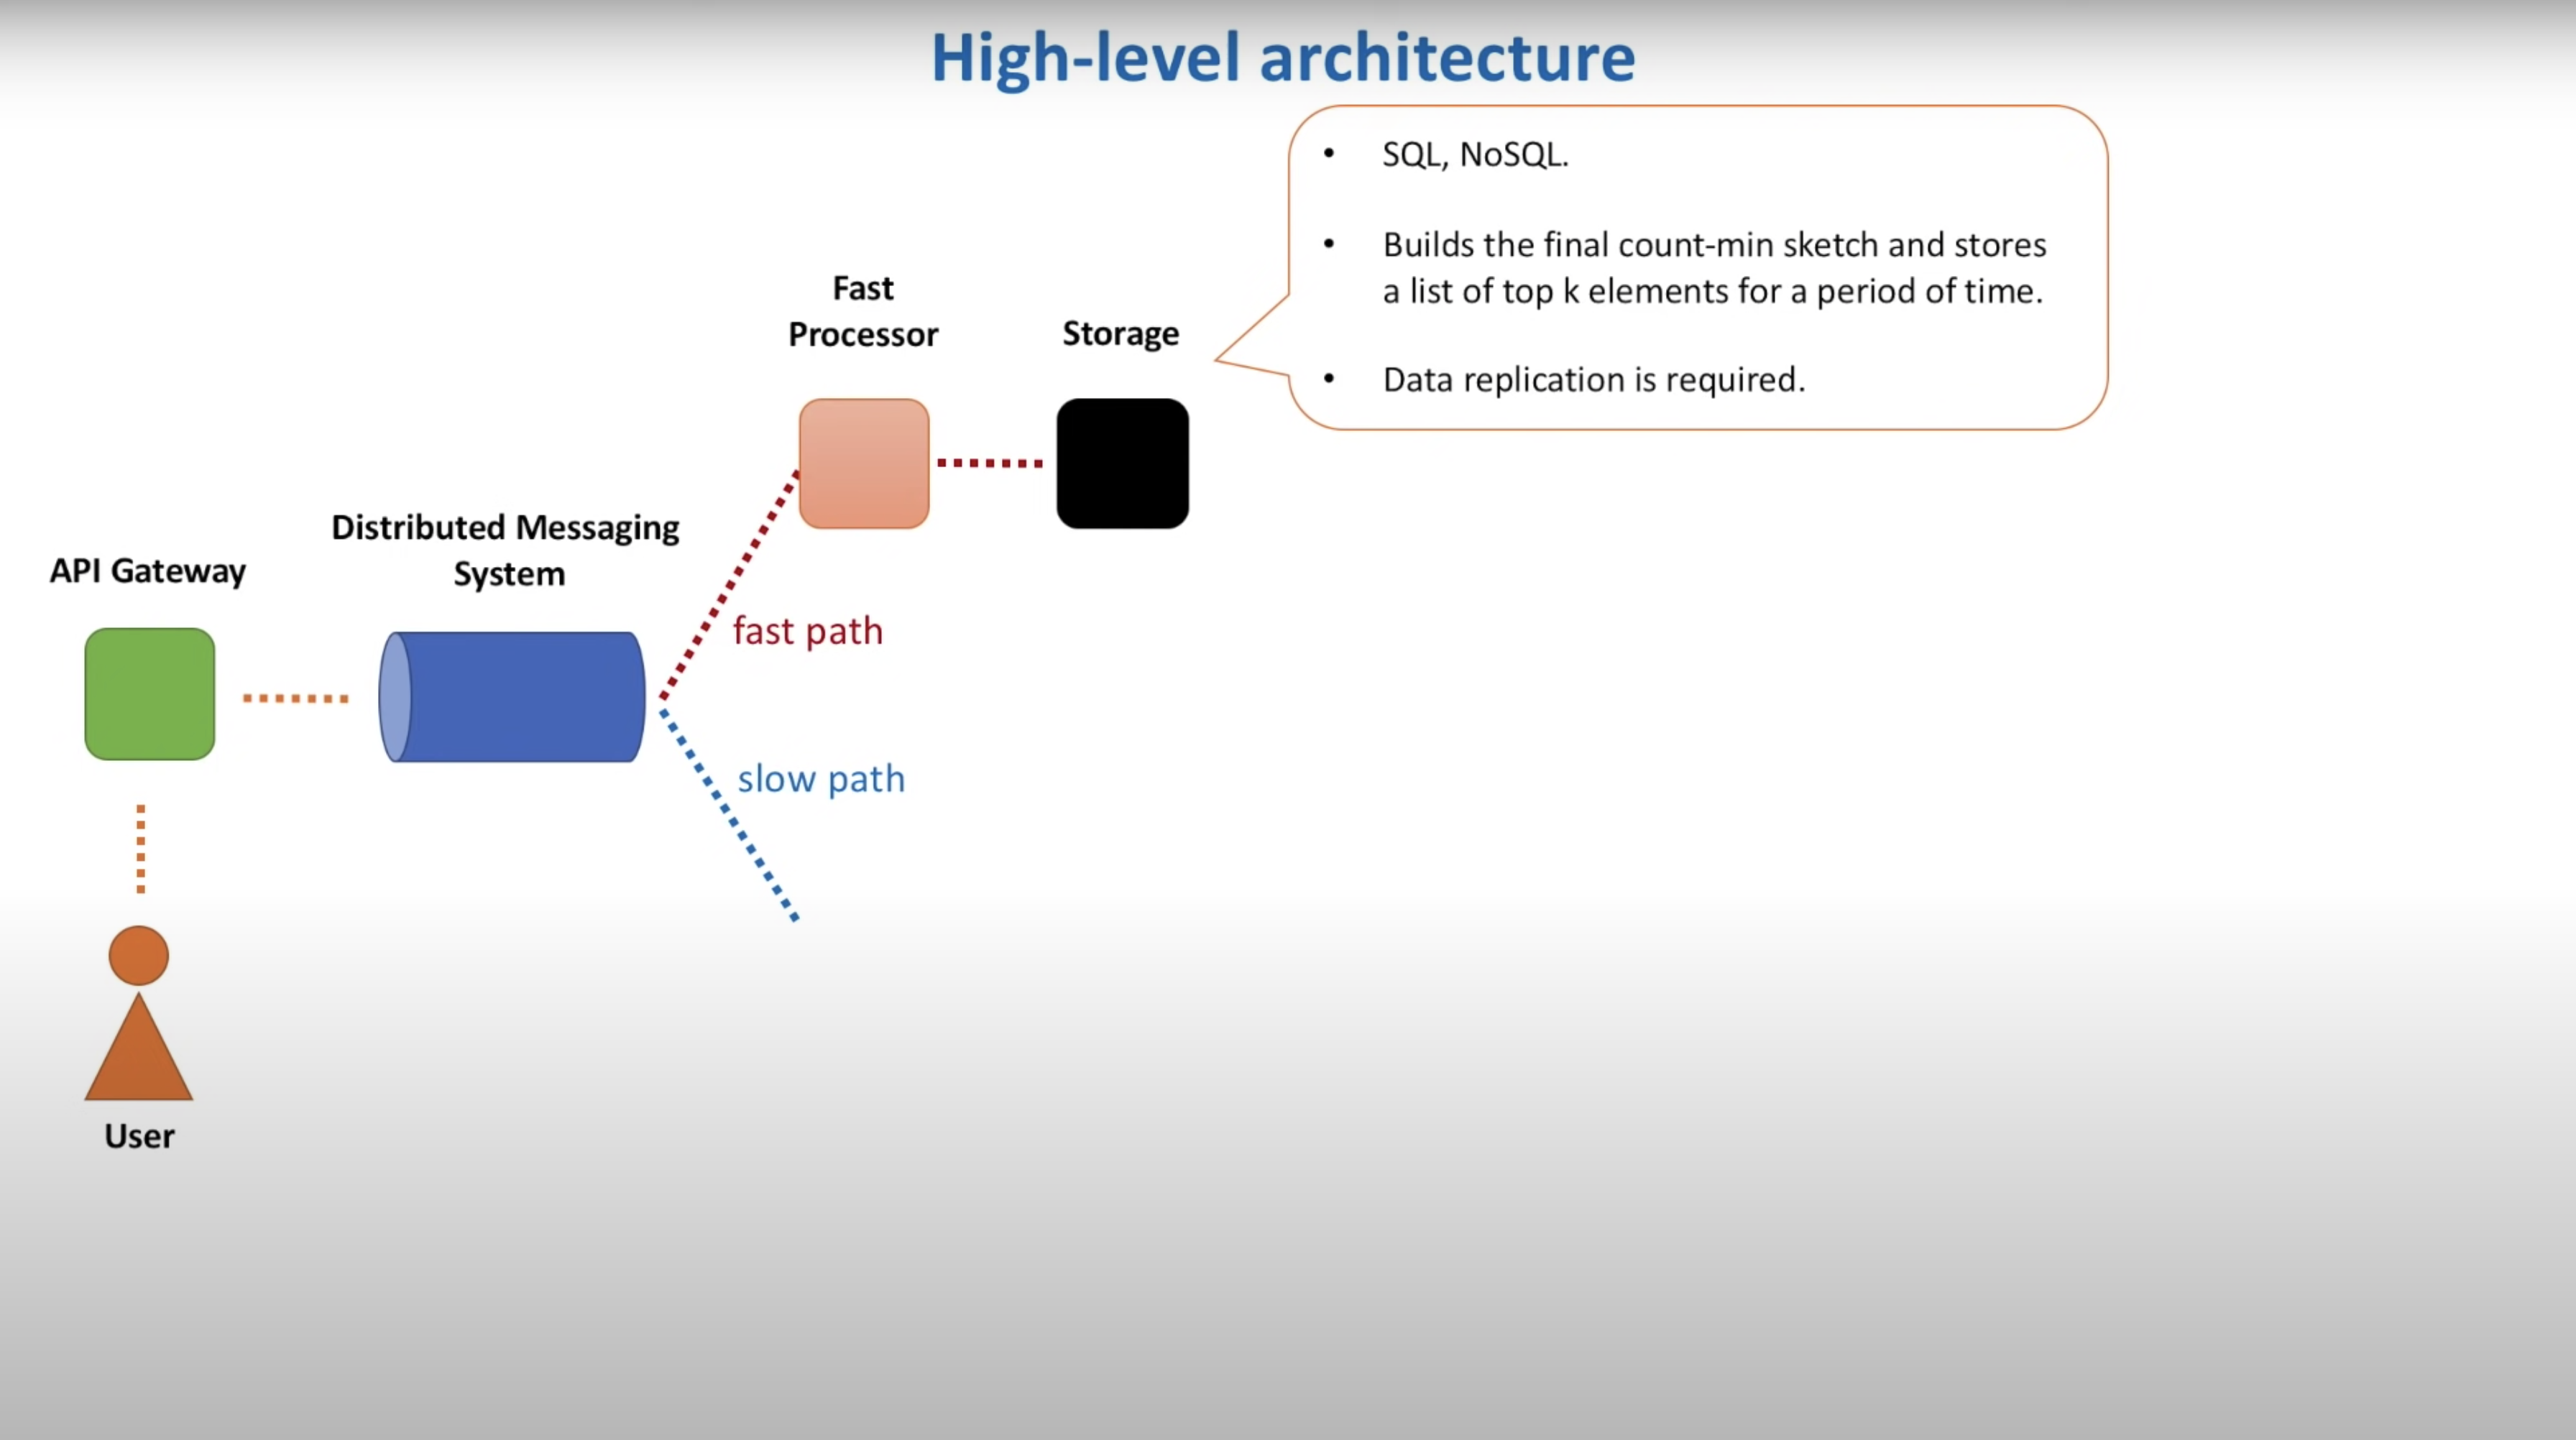 High-level architecture
• SQL, NoSQL.
• Builds the final count-min sketch and stores
a list of top k elements for a period of time.
• Data replication is required.
Fast
Processor
Storage
Distributed Messaging
System
API Gateway
fast path
slow path
User